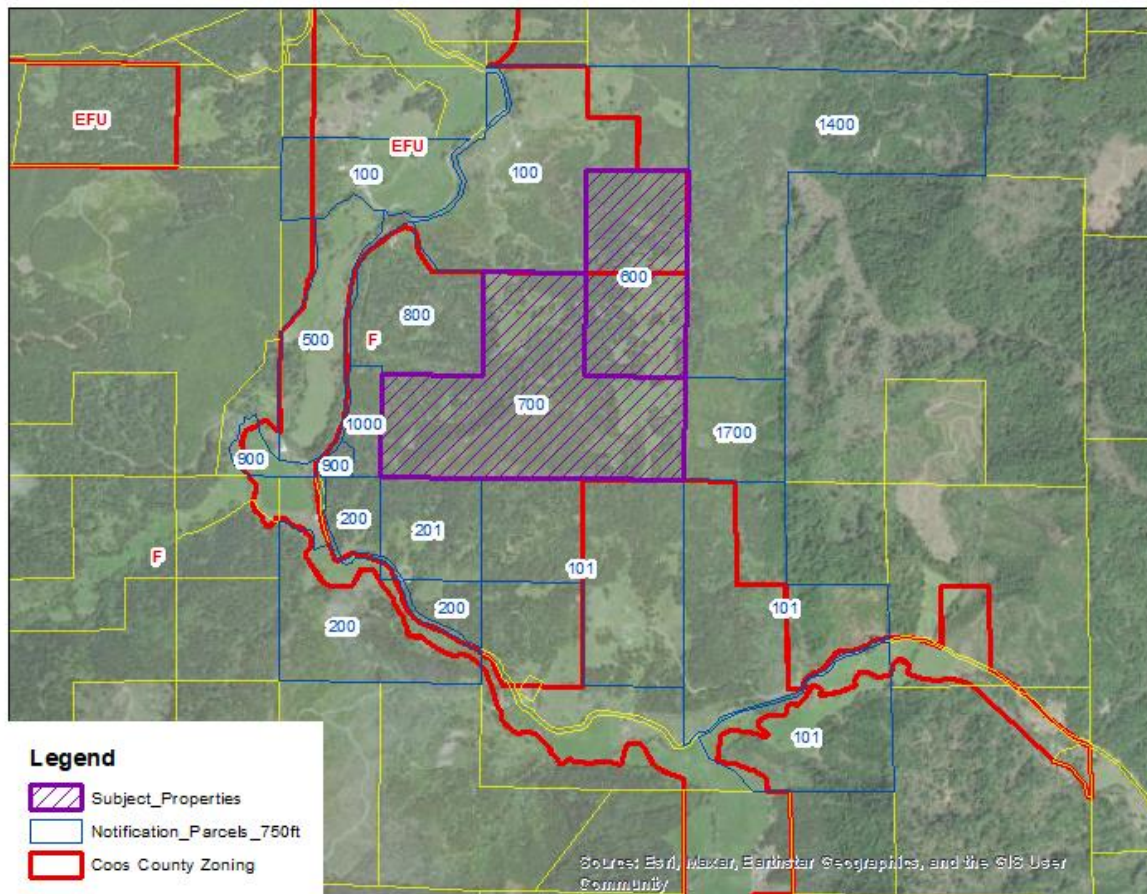 EFU
1400
EFU
100
100
600
800
500
F
700
1000
1700
900
900
200
201
F
101
200
101
200
101
Legend
Subject_Properties
Notification_Parcels_750ft
Coos County Zoning
Source: Esri, Maxar, Earthstar Geographics, and the GIS User
Community